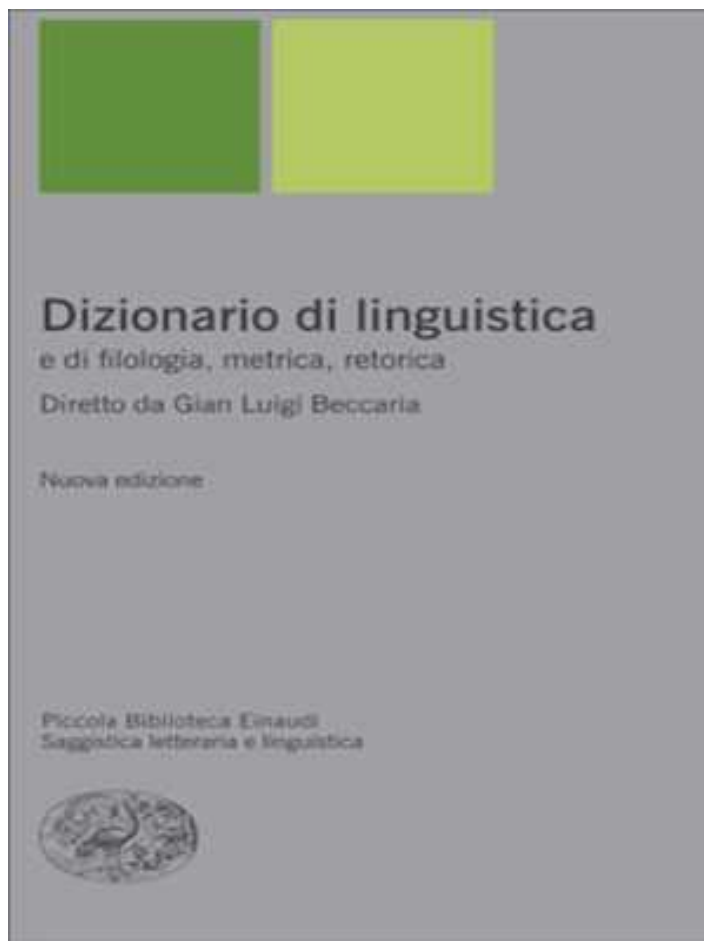 Dizionario di linguistica
e di filologia, metrica, retorica
Diretto da Gian Luigi Beccaria
Nuova edizione
Piccola Biblioteca Einaudi
Saggistica letteraria e linguistica